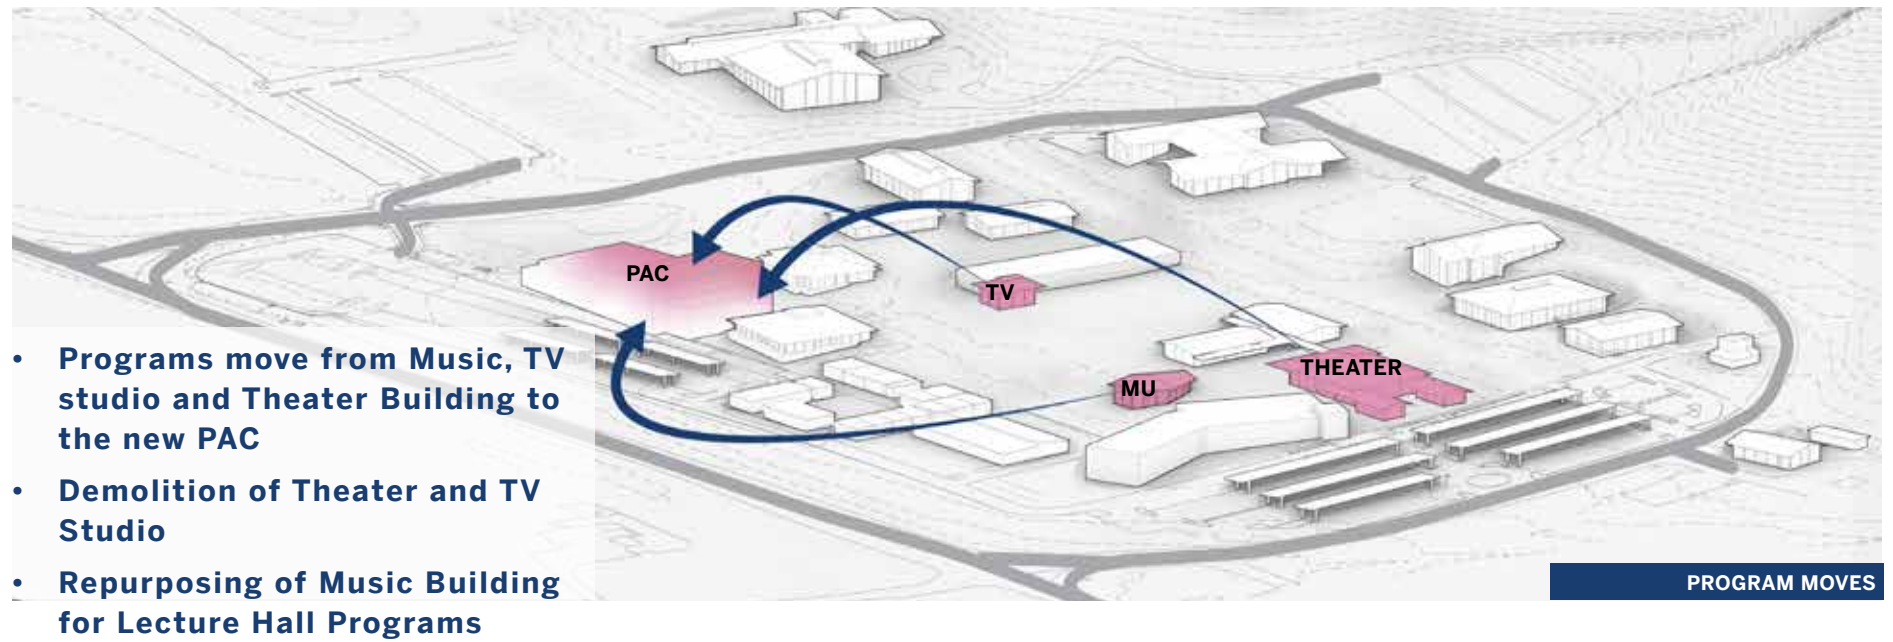 PAC
TV
THEATER
MU
• Programs move from Music, TV
studio and Theater Building to
the new PAC
• Demolition of Theater and TV
Studio
• Repurposing of Music Building
for Lecture Hall Programs
PROGRAM MOVES